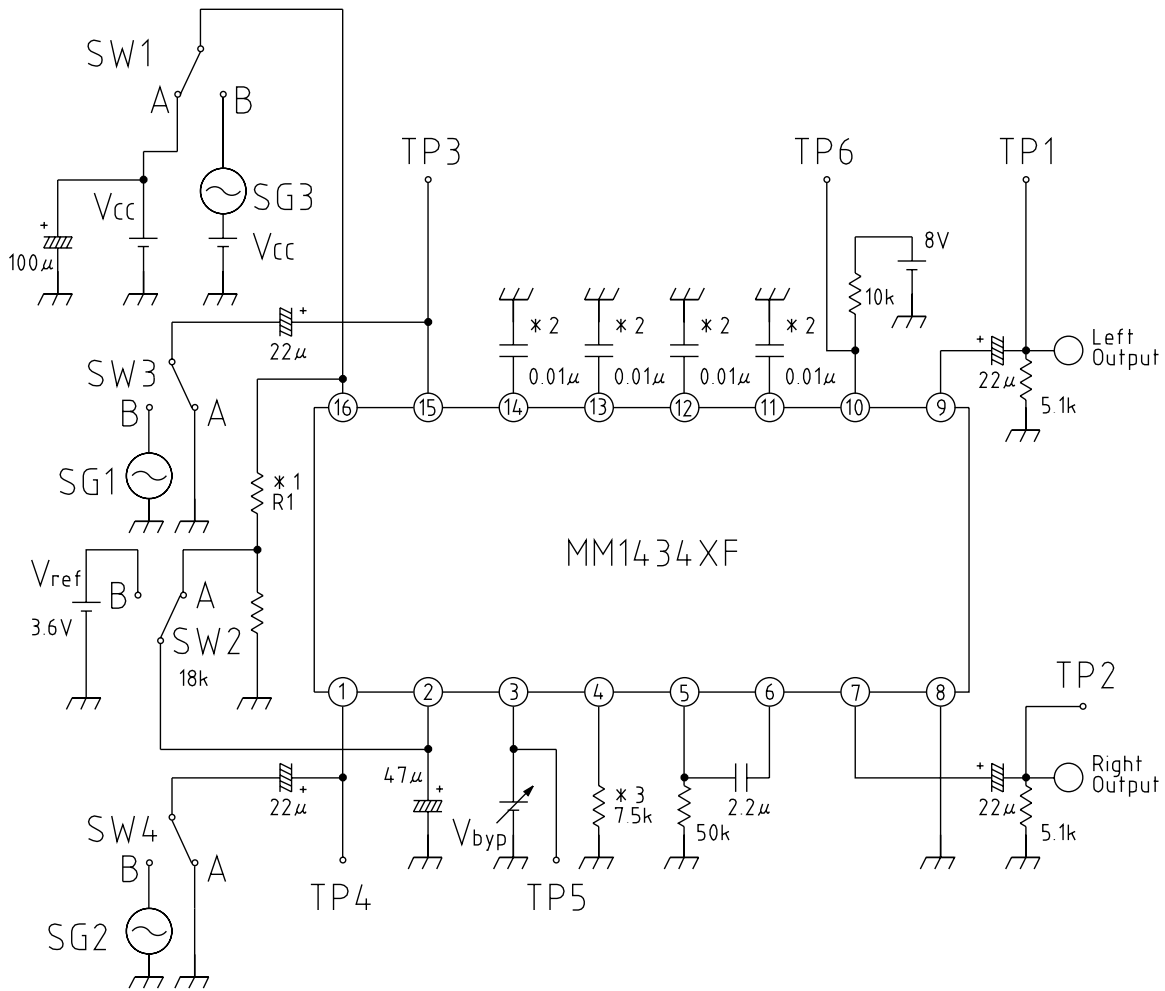 SW1
A
B
TP3
TP6
TP1
Vcc
SG3
Vcc
+
100μ
8V
10k
+
22μ
*2
*2
*2
*2
0.01μ
0.01μ
0.01μ
0.01μ
+
22μ
Left
Output
5.1k
SW3
B
A
16
15
14
13
12
11
10
9
SG1
*1
R1
MM1434XF
Vref
3.6V
B
A
SW2
18k
1
2
3
4
5
6
7
8
TP2
47μ
+
22μ
+
*3
7.5k
50k
2.2μ
+
22μ
Right
Output
5.1k
Vbyp
SW4
B
A
TP4
TP5
SG2